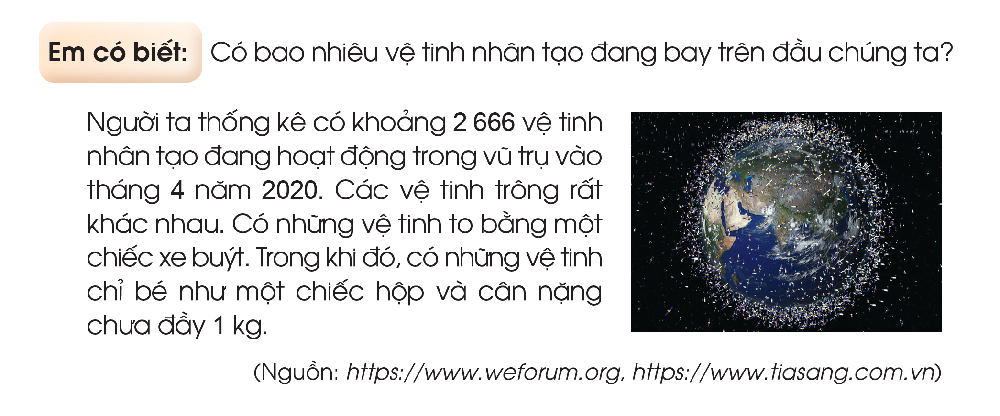 Em có biết: Có bao nhiêu vệ tinh nhân tạo đang bay trên đầu chúng ta?
Người ta thống kê có khoảng 2 666 vệ tinh
nhân tạo đang hoạt động trong vũ trụ vào
tháng 4 năm 2020. Các vệ tinh trông rất
khác nhau. Có những vệ tinh to bằng một
chiếc xe buýt. Trong khi đó, có những vệ tinh
chỉ bé như một chiếc hộp và cân nặng
chưa đầy 1 kg.
(Nguồn: https://www.weforum.org, https://www.tiasang.com.vn)